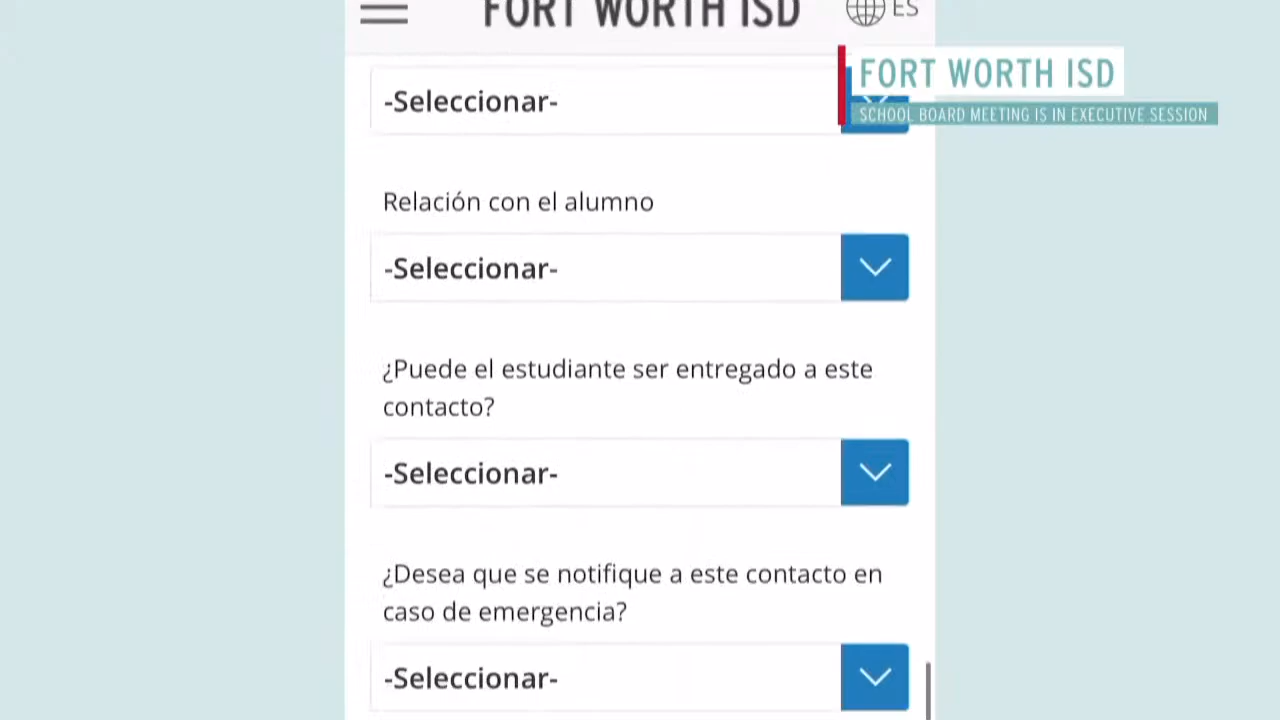 FORT WORTH ISD
ES
FORT WORTH ISD
SCHOOL BOARD MEETING IS IN EXECUTIVE SESSION
-Seleccionar-
Relación con el alumno
-Seleccionar-
¿Puede el estudiante ser entregado a este
contacto?
-Seleccionar-
¿Desea que se notifique a este contacto en
caso de emergencia?
-Seleccionar-